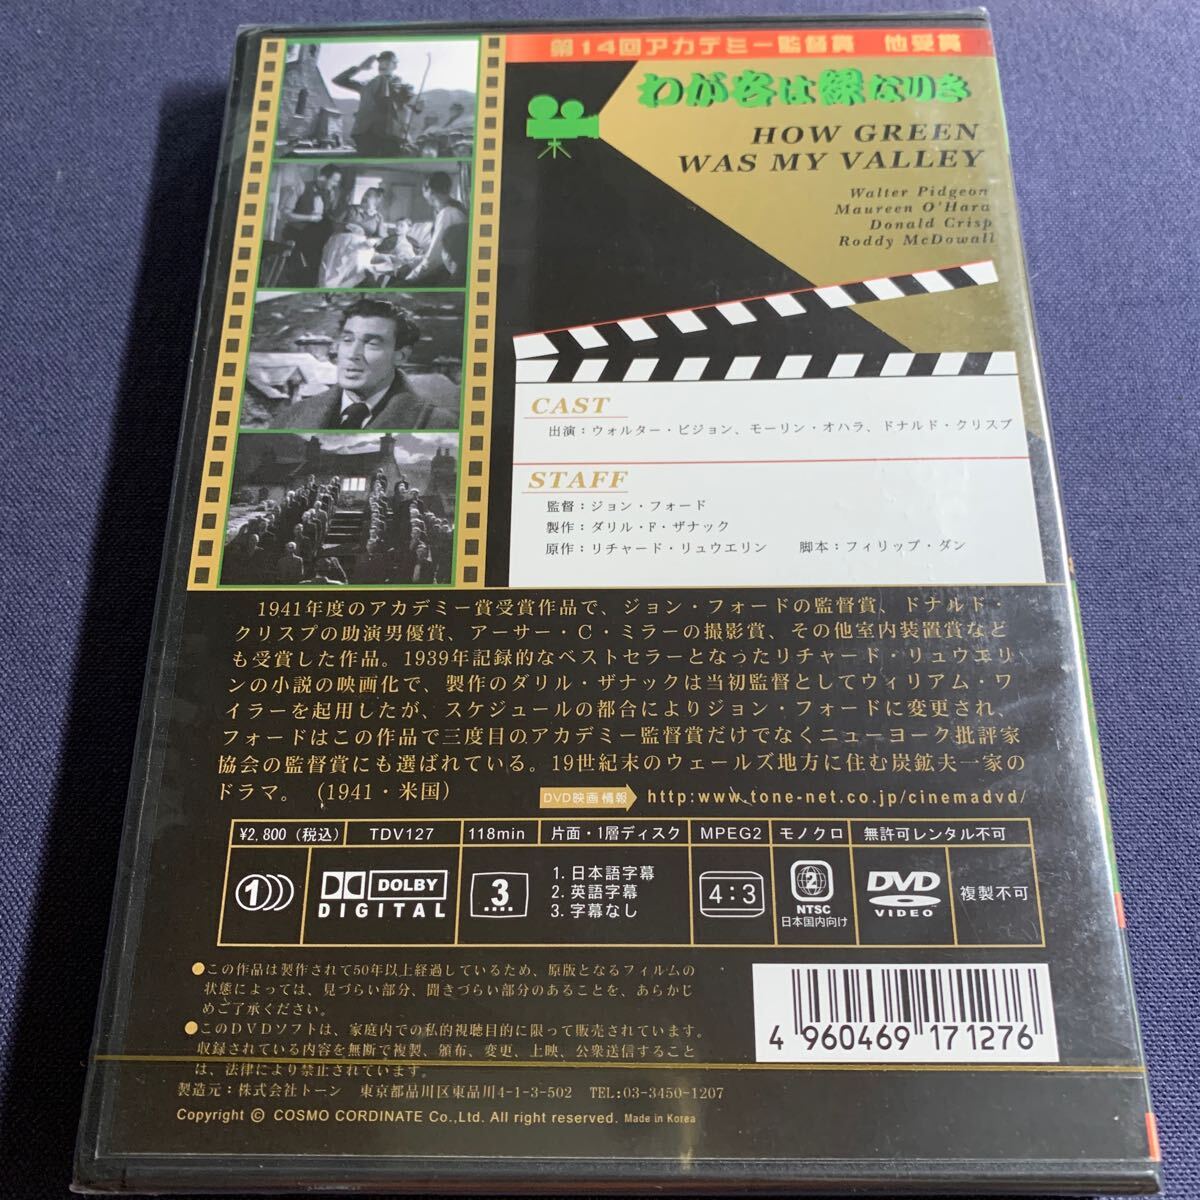 第14回アカデミー監督賞 他受賞
わが谷は緑なりき
HOW GREEN
WAS MY VALLEY
Walter Pidgeon
Maureen O'Hara
Donald Crisp
Roddy McDowall
CAST
出演：ウォルター・ピジョン、モーリン・オハラ、ドナルド・クリスプ
STAFF
監督：ジョン・フォード
製作：ダリル・F・ザナック
原作：リチャード・リュウエリン 脚本：フィリップ・ダン
1941年度のアカデミー賞受賞作品で、ジョン・フォードの監督賞、ドナルド・
クリスプの助演男優賞、アーサー・C・ミラーの撮影賞、その他室内装置賞など
も受賞した作品。1939年記録的なベストセラーとなったリチャード・リュウエリ
ンの小説の映画化で、製作のダリル・ザナックは当初監督としてウィリアム・ワ
イラーを起用したが、スケジュールの都合によりジョン・フォードに変更され、
フォードはこの作品で三度目のアカデミー監督賞だけでなくニューヨーク批評家
協会の監督賞にも選ばれている。19世紀末のウェールズ地方に住む炭鉱夫一家の
ドラマ。 (1941・米国)
DVD映画情報 http:www.tone-net.co.jp/cinemadvd/
¥2,800(税込) TDV127 118min 片面・1層ディスク MPEG2 モノクロ 無許可レンタル不可
1 DOLBY DIGITAL 3
1. 日本語字幕
2. 英語字幕
3. 字幕なし
4:3
2
NTSC
日本国内向け
DVD VIDEO
複製不可
●この作品は製作されて50年以上経過しているため、原版となるフィルムの
状態によっては、見づらい部分、聞きづらい部分のあることを、あらかじ
めご了承ください。
●このDVDソフトは、家庭内での私的視聴目的に限って販売されています。
収録されている内容を無断で複製、頒布、変更、上映、公衆送信すること
は、法律により禁止されています。
製造元：株式会社トーン 東京都品川区東品川4-1-3-502 TEL:03-3450-1207
Copyright © COSMO CORDINATE Co.,Ltd. All right reserved. Made in Korea
4 960469 171276